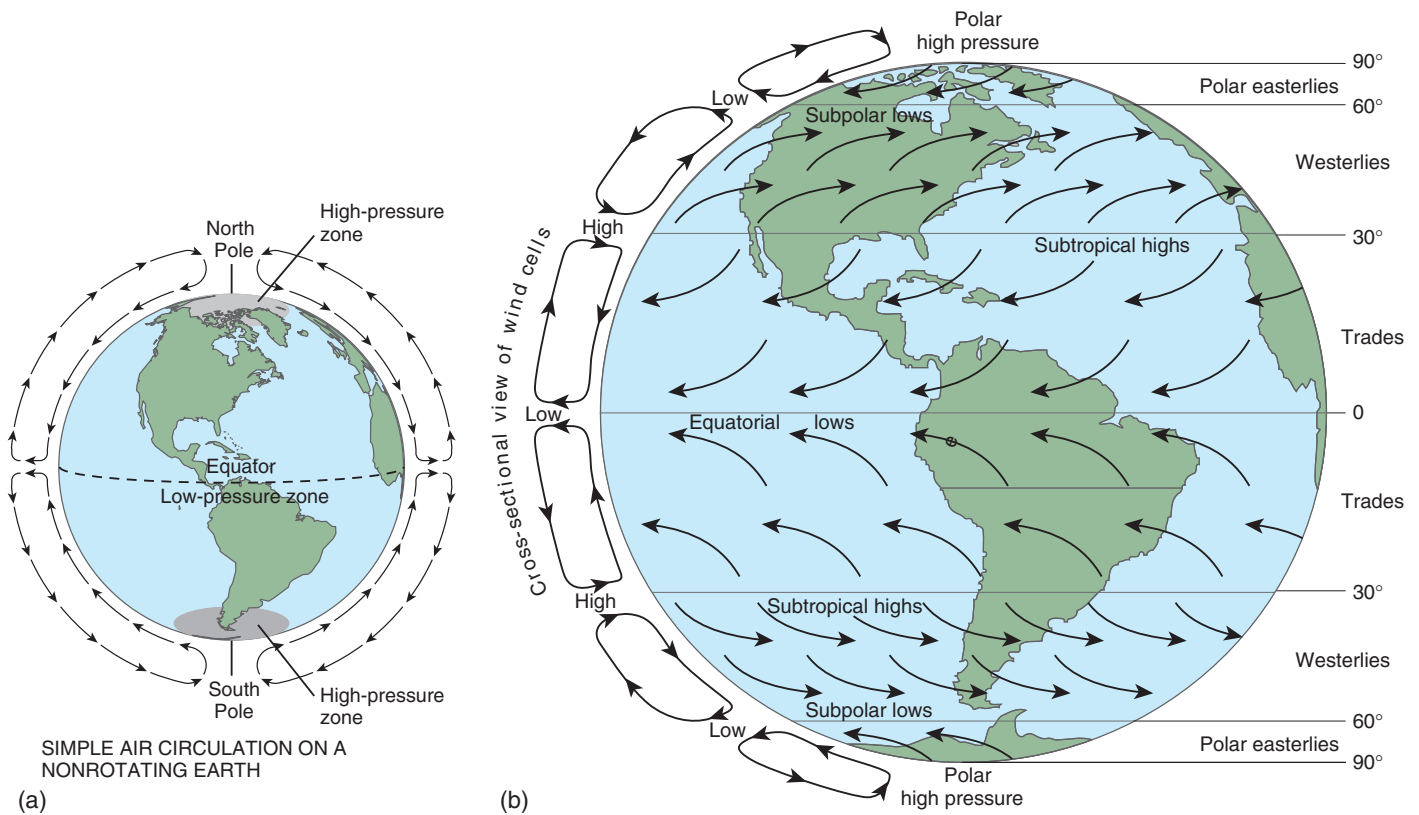 High-pressure
zone
North
Pole
Equator
Low-pressure zone
South
Pole
High-pressure
zone
SIMPLE AIR CIRCULATION ON A
NONROTATING EARTH
(a)
Polar
high pressure
90°
Polar easterlies
Low
60°
Subpolar lows
Westerlies
High
30°
Subtropical highs
Cross-sectional view of wind cells
Trades
Low
0
Equatorial lows
Trades
High
30°
Subtropical highs
Westerlies
Subpolar lows
Low
60°
Polar easterlies
90°
Polar
high pressure
(b)